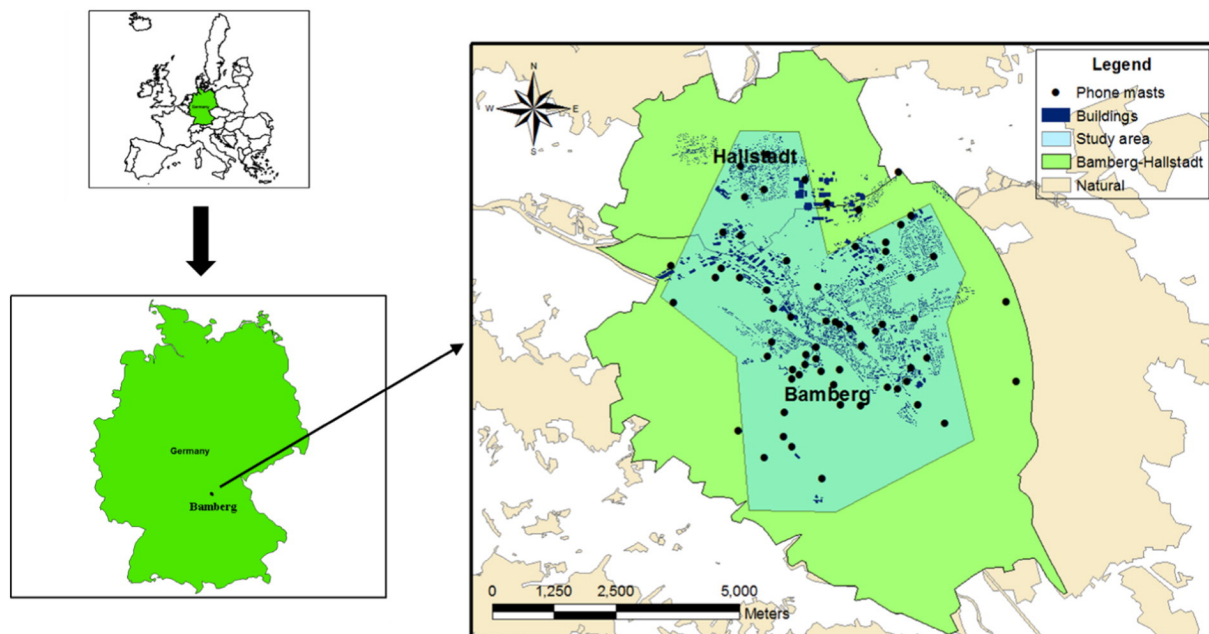 Germany
Germany
Bamberg
N
W
E
S
Hallstadt
Bamberg
Legend
Phone masts
Buildings
Study area
Bamberg-Hallstadt
Natural
0 1,250 2,500 5,000
Meters